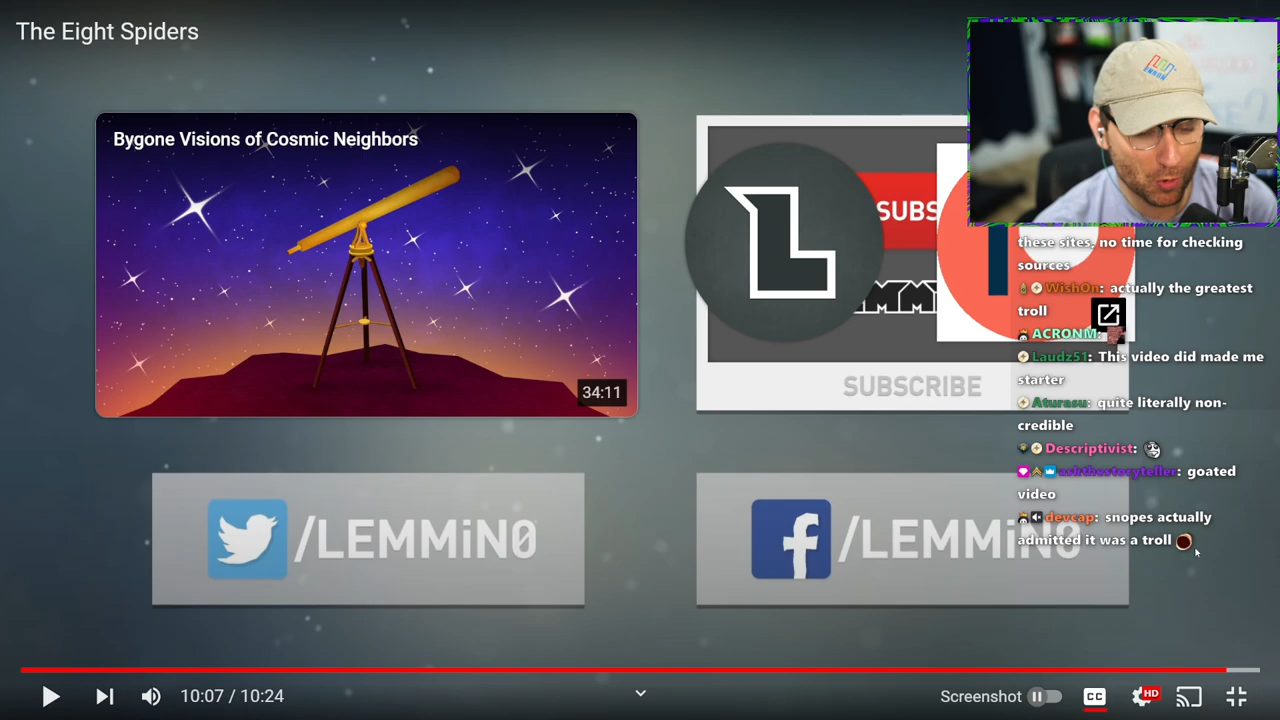 The Eight Spiders
Bygone Visions of Cosmic Neighbors
34:11
SUBS
SUBSCRIBE
/LEMMiN0
/LEMMiN0
these sites, no time for checking
sources
WishOn: actually the greatest
troll
ACRONM:
Laudz51: This video did made me
starter
Aturasu: quite literally non-
credible
Descriptivist:
ashthestoryteller: goated
video
devcap: snopes actually
admitted it was a troll
10:07 / 10:24
Screenshot
CC
HD